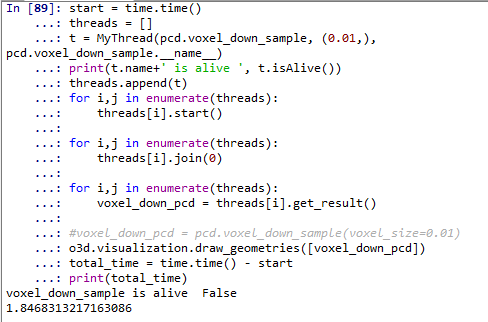 In [89]: start = time.time()
    ...: threads = []
    ...: t = MyThread(pcd.voxel_down_sample, (0.01,),
pcd.voxel_down_sample.__name__)
    ...: print(t.name+' is alive ', t.isAlive())
    ...: threads.append(t)
    ...: for i,j in enumerate(threads):
    ...:     threads[i].start()
    ...:
    ...: for i,j in enumerate(threads):
    ...:     threads[i].join(0)
    ...:
    ...: for i,j in enumerate(threads):
    ...:     voxel_down_pcd = threads[i].get_result()
    ...:
    ...: #voxel_down_pcd = pcd.voxel_down_sample(voxel_size=0.01)
    ...: o3d.visualization.draw_geometries([voxel_down_pcd])
    ...: total_time = time.time() - start
    ...: print(total_time)
voxel_down_sample is alive  False
1.8468313217163086